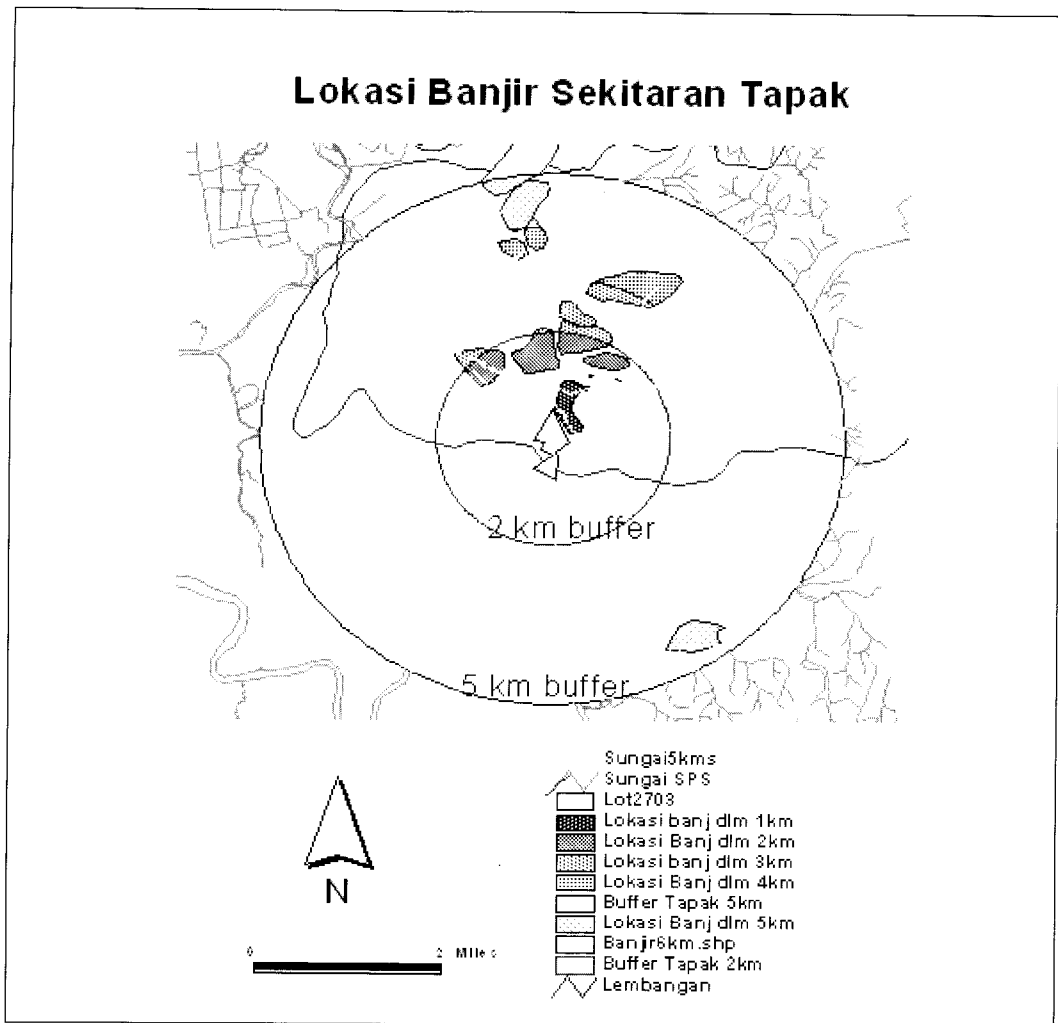 Lokasi Banjir Sekitaran Tapak
2 km buffer
5 km buffer
Sungai5kms
Sungai SPS
Lot2703
Lokasi banj dlm 1km
Lokasi Banj dlm 2km
Lokasi banj dlm 3km
Lokasi Banj dlm 4km
Buffer Tapak 5km
Lokasi Banj dlm 5km
Banjir6km.shp
Buffer Tapak 2km
Lembangan
N
0 2 Miles